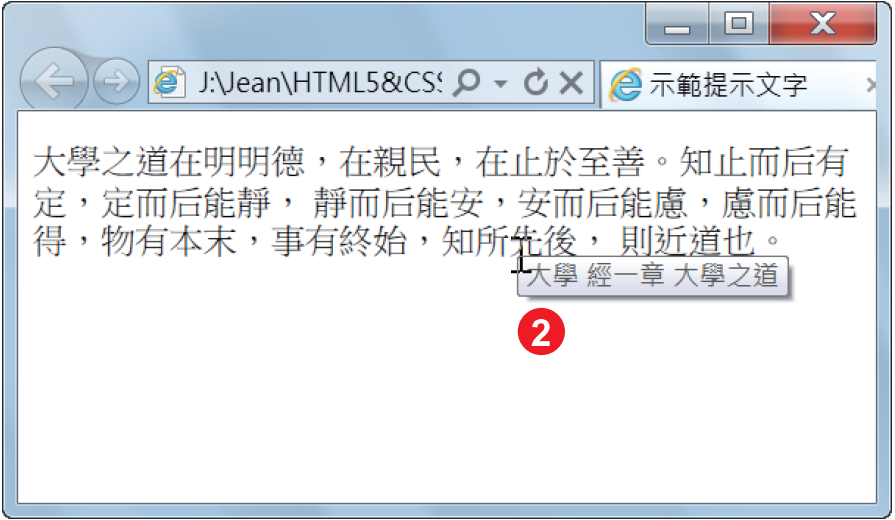 J:\Jean\HTML5&CS
示範提示文字
大學之道在明明德，在親民，在止於至善。知止而后有
定，定而后能靜， 靜而后能安，安而后能慮，慮而后能
得，物有本末，事有終始，知所先後， 則近道也。
大學 經一章 大學之道
2